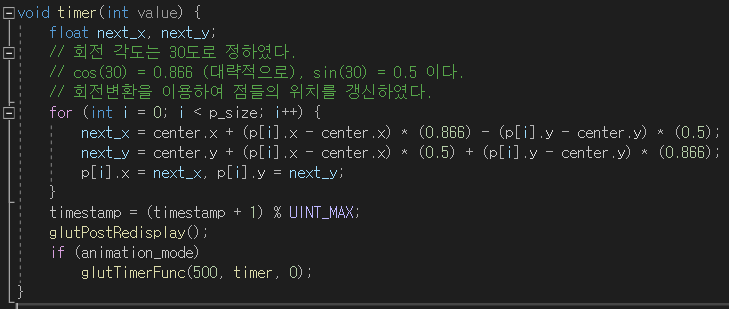 void timer(int value) {
    float next_x, next_y;
    // 회전 각도는 30도로 정하였다.
    // cos(30) = 0.866 (대략적으로), sin(30) = 0.5 이다.
    // 회전변환을 이용하여 점들의 위치를 갱신하였다.
    for (int i = 0; i < p_size; i++) {
        next_x = center.x + (p[i].x - center.x) * (0.866) - (p[i].y - center.y) * (0.5);
        next_y = center.y + (p[i].x - center.x) * (0.5) + (p[i].y - center.y) * (0.866);
        p[i].x = next_x, p[i].y = next_y;
    }
    timestamp = (timestamp + 1) % UINT_MAX;
    glutPostRedisplay();
    if (animation_mode)
        glutTimerFunc(500, timer, 0);
}